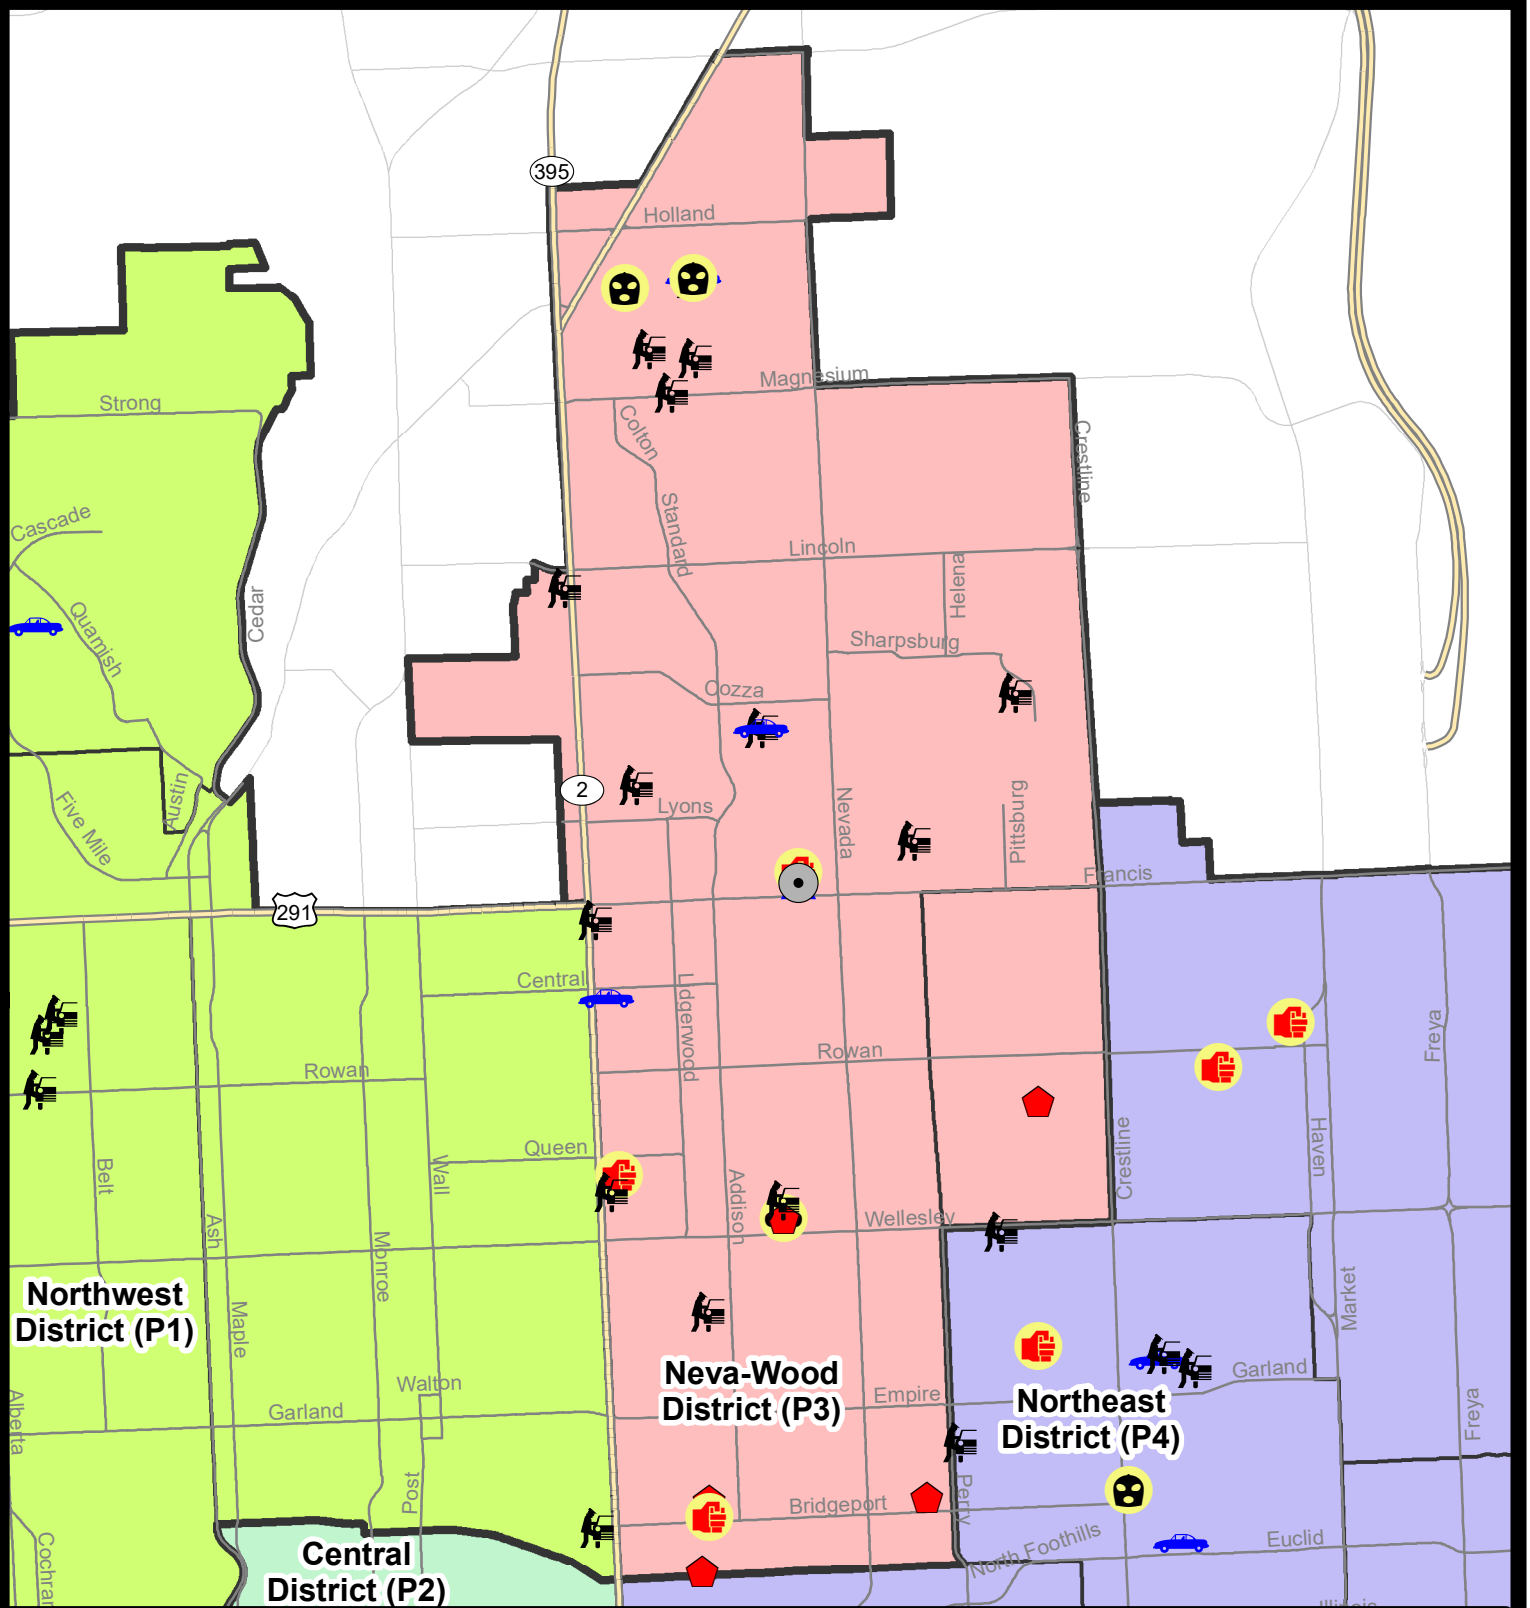 395
Holland
Magnesium
Strong
Colton
Crestline
Standard
Cascade
Lincoln
Helena
Cedar
Quamish
Sharpsburg
Cozza
2
Lyons
Nevada
Pittsburg
Austin
Five Mile
Francis
291
Central
Lidgerwood
Rowan
Freya
Rowan
Queen
Belt
Wall
Addison
Crestline
Haven
Ash
Wellesley
Monroe
Northwest
District (P1)
Maple
Market
Neva-Wood
District (P3)
Walton
Empire
Garland
Northeast
District (P4)
Alberta
Garland
Freya
Post
Bridgeport
Perry
North Foothills
Euclid
Central
District (P2)